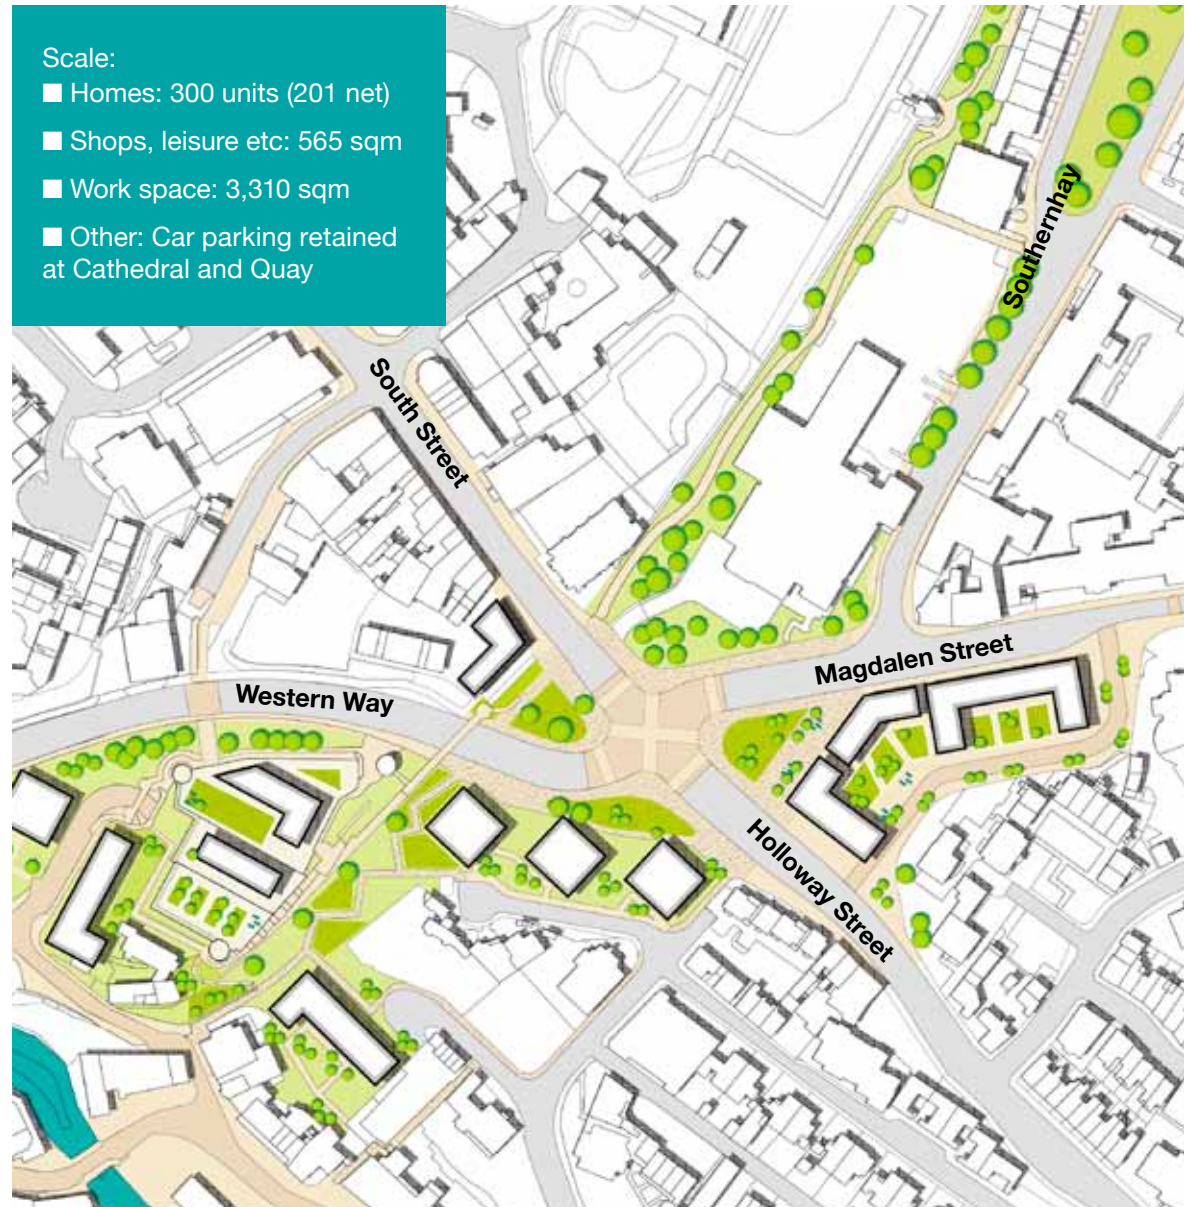 Scale:
■ Homes: 300 units (201 net)
■ Shops, leisure etc: 565 sqm
■ Work space: 3,310 sqm
■ Other: Car parking retained
at Cathedral and Quay
Southernhay
South Street
Magdalen Street
Western Way
Holloway Street